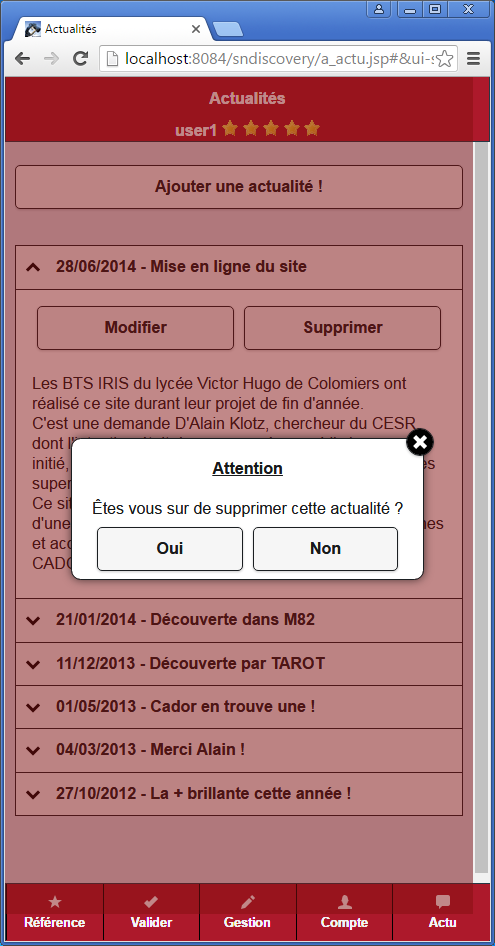 Actualités
localhost:8084/sndiscovery/a_actu.jsp#&ui-s
Actualités
user1
Ajouter une actualité !
28/06/2014 - Mise en ligne du site
Modifier Supprimer
Les BTS IRIS du lycée Victor Hugo de Colomiers ont
réalisé ce site durant leur projet de fin d'année.
C'est une demande D'Alain Klotz, chercheur du CESR
dont
initié,
super
Ce sit
d'une
et acc
CADO
Attention
Êtes vous sur de supprimer cette actualité ?
Oui Non
21/01/2014 - Découverte dans M82
11/12/2013 - Découverte par TAROT
01/05/2013 - Cador en trouve une !
04/03/2013 - Merci Alain !
27/10/2012 - La + brillante cette année !
Référence Valider Gestion Compte Actu